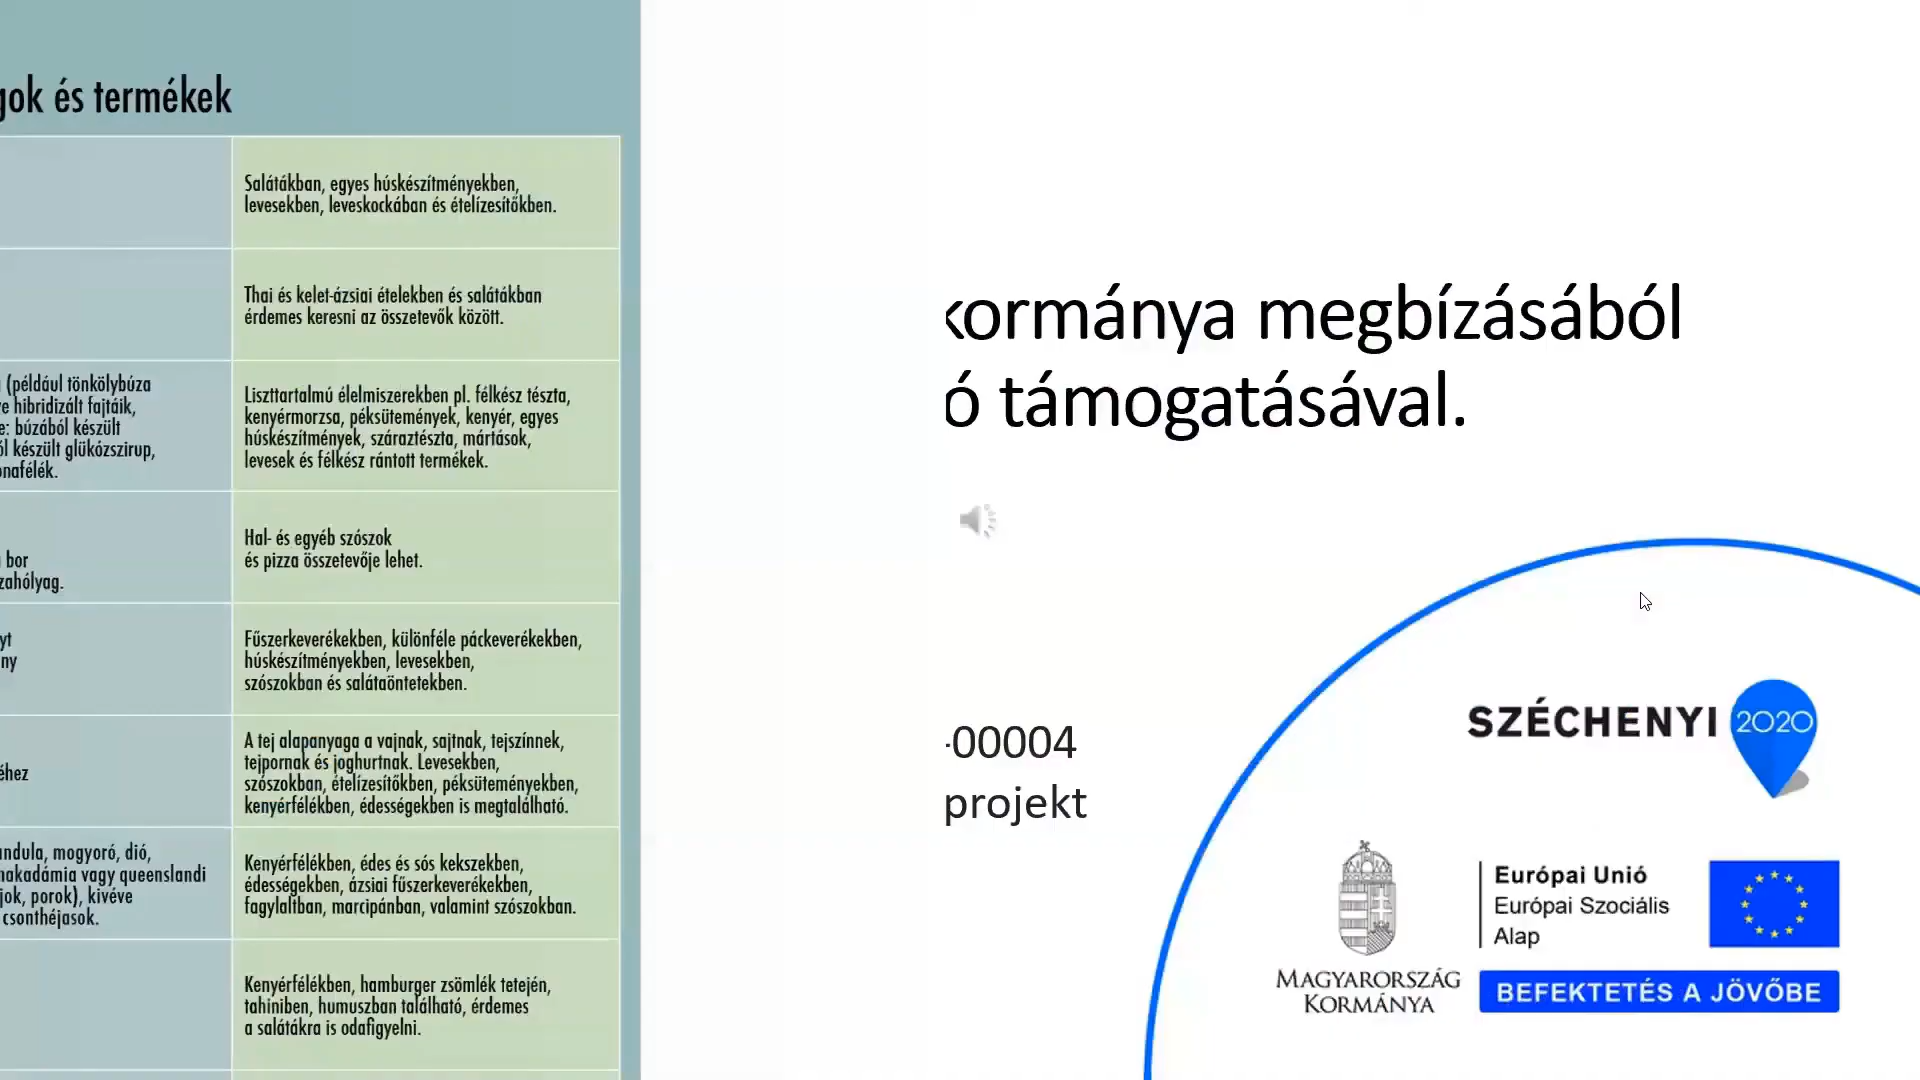 gok és termékek
Salátákban, egyes húskészítményekben,
levesekben, leveskockában és ételízesítőkben.
Thai és kelet-ázsiai ételekben és salátákban
érdemes keresni az összetevők között.
(például tönkölybúza
e hibridizált fajtáik,
e: búzából készült
ól készült glükózszirup,
onafélék.
Liszttartalmú élelmiszerekben pl. félkész tészta,
kenyérmorzsa, péksütemények, kenyér, egyes
húskészítmények, száraztészta, mártások,
levesek és félkész rántott termékek.
bor
zahólyag.
Hal- és egyéb szószok
és pizza összetevője lehet.
yt
ny
Fűszerkeverékekben, különféle páckeverékekben,
húskészítményekben, levesekben,
szószokban és salátaöntetekben.
éhez
A tej alapanyaga a vajnak, sajtnak, tejszínnek,
tejpornak és joghurtnak. Levesekben,
szószokban, ételízesítőkben, péksüteményekben,
kenyérfélékben, édességekben is megtalálható.
andula, mogyoró, dió,
makadámia vagy queenslandi
jok, porok), kivéve
csonthéjasok.
Kenyérfélékben, édes és sós kekszekben,
édességekben, ázsiai fűszerkeverékekben,
fagylaltban, marcipánban, valamint szószokban.
Kenyérfélékben, hamburger zsömlék tetején,
tahiniben, humuszban található, érdemes
a salátákra is odafigyelni.
kormánya megbízásából
ó támogatásával.
-00004
projekt
SZÉCHENYI 2020
MAGYARORSZÁG
KORMÁNYA
Európai Unió
Európai Szociális
Alap
BEFEKTETÉS A JÖVŐBE